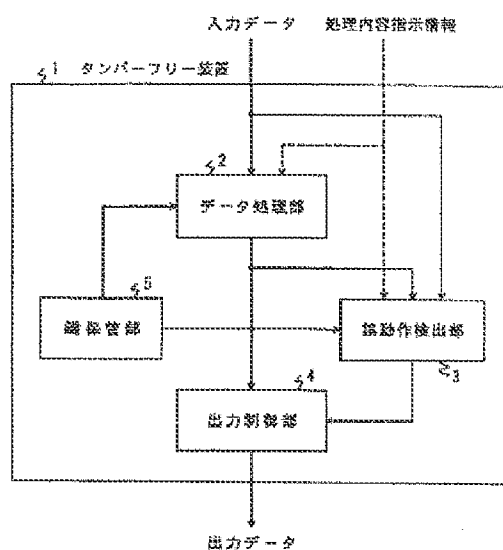 入力データ 処理内容指示情報
1 タンパーフリー装置
2
データ処理部
5
鍵保管部
誤動作検出部
3
4
出力制御部
出力データ